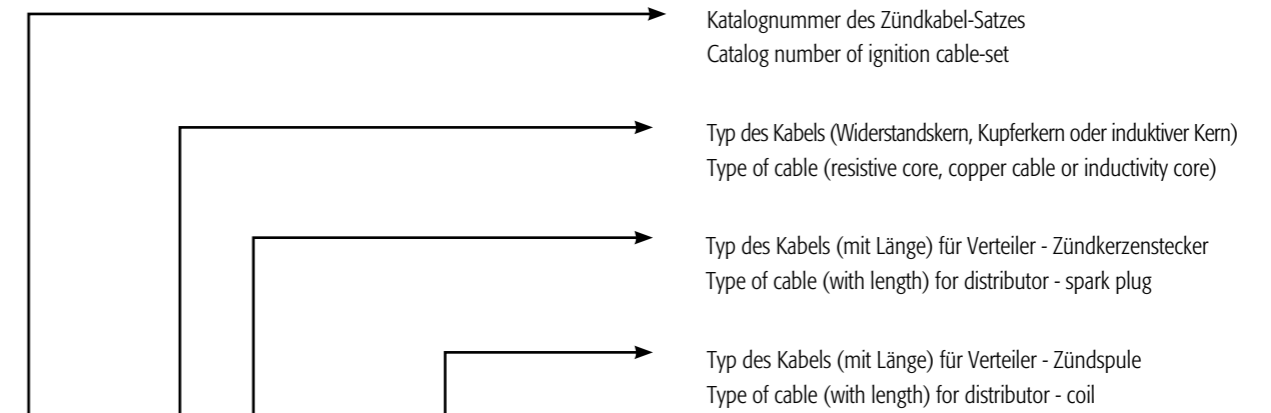 Katalognummer des Zündkabel-Satzes
Catalog number of ignition cable-set
Typ des Kabels (Widerstandskern, Kupferkern oder induktiver Kern)
Type of cable (resistive core, copper cable or inductivity core)
Typ des Kabels (mit Länge) für Verteiler - Zündkerzenstecker
Type of cable (with length) for distributor - spark plug
Typ des Kabels (mit Länge) für Verteiler - Zündspule
Type of cable (with length) for distributor - coil